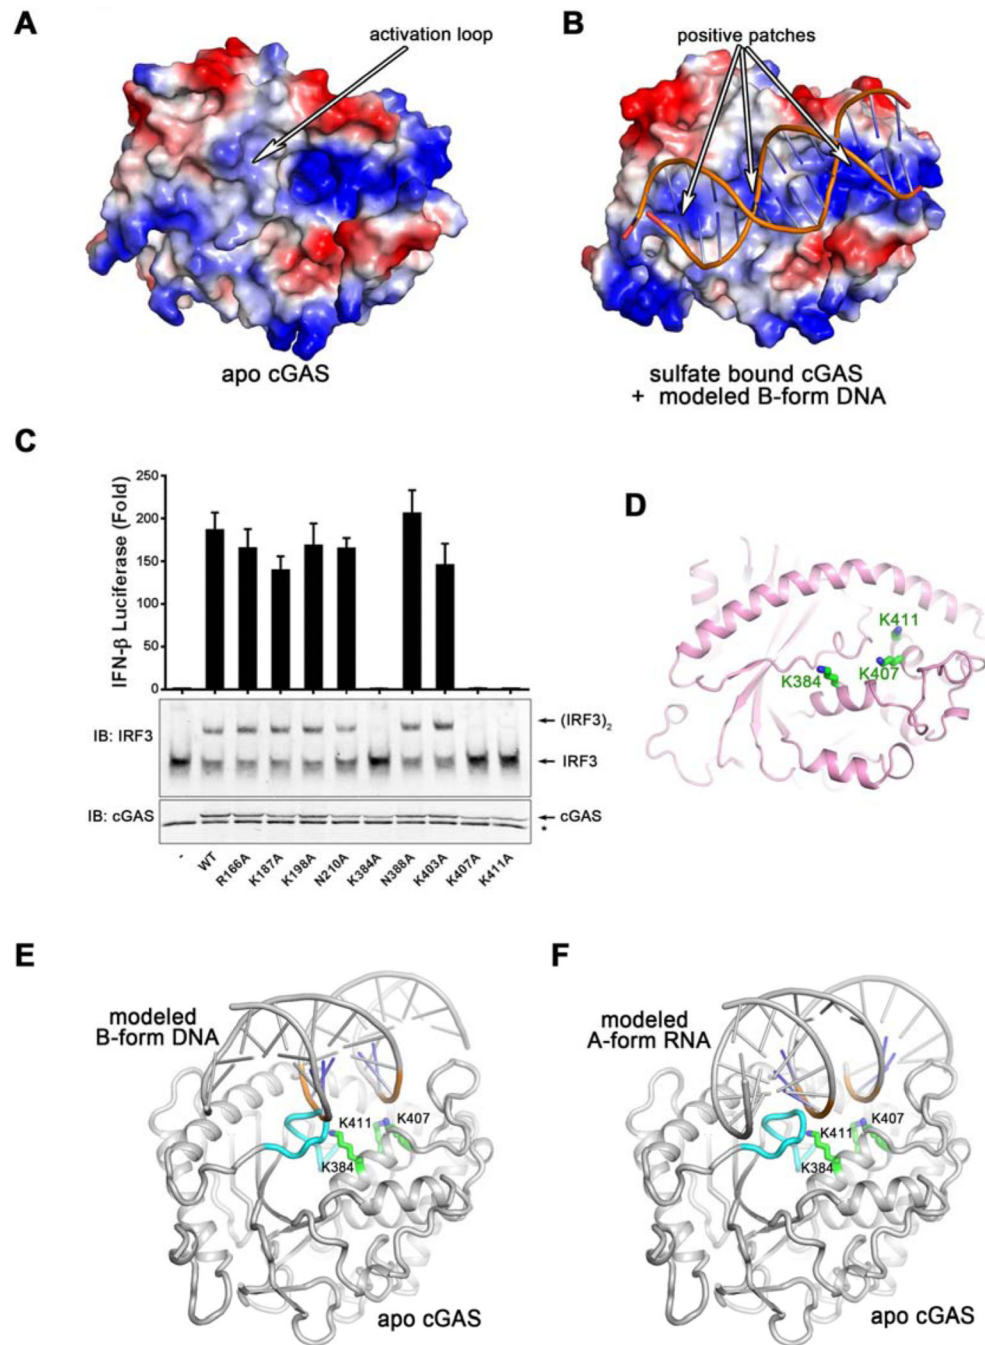 A
B
activation loop
positive patches
apo cGAS
sulfate bound cGAS
+ modeled B-form DNA
C
D
IFN-β Luciferase (Fold)
250
200
150
100
50
0
IB: IRF3
(IRF3)2
IRF3
IB: cGAS
cGAS
*
-
WT
R166A
K187A
K198A
N210A
K384A
N388A
K403A
K407A
K411A
K411
K384
K407
E
F
modeled
B-form DNA
K411
K407
K384
apo cGAS
modeled
A-form RNA
K411
K407
K384
apo cGAS